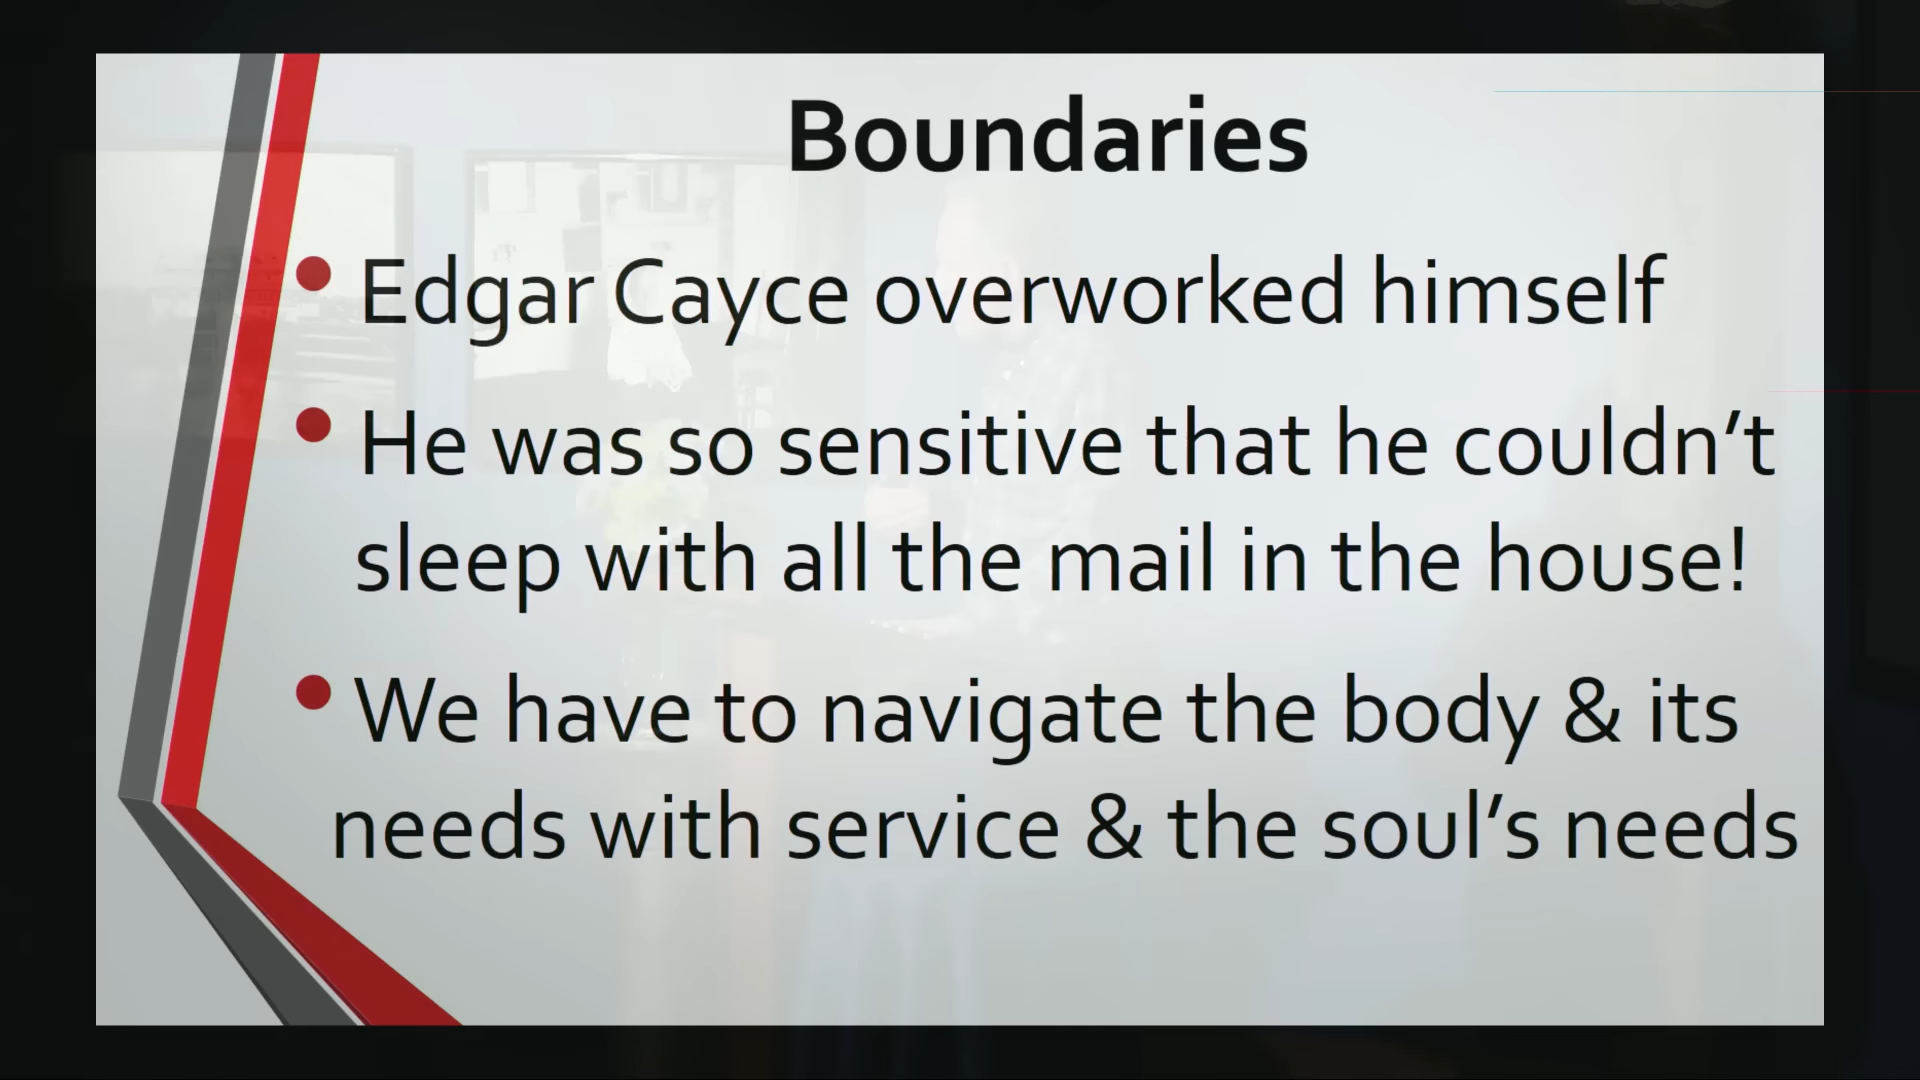 Boundaries
• Edgar Cayce overworked himself
• He was so sensitive that he couldn’t
sleep with all the mail in the house!
• We have to navigate the body & its
needs with service & the soul’s needs